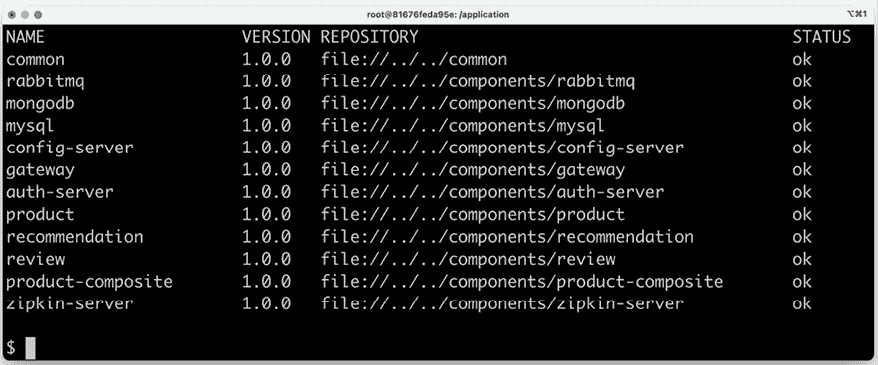 root@81676feda95e: /application
⌥⌘1
NAME VERSION REPOSITORY STATUS
common 1.0.0 file://../../common ok
rabbitmq 1.0.0 file://../../components/rabbitmq ok
mongodb 1.0.0 file://../../components/mongodb ok
mysql 1.0.0 file://../../components/mysql ok
config-server 1.0.0 file://../../components/config-server ok
gateway 1.0.0 file://../../components/gateway ok
auth-server 1.0.0 file://../../components/auth-server ok
product 1.0.0 file://../../components/product ok
recommendation 1.0.0 file://../../components/recommendation ok
review 1.0.0 file://../../components/review ok
product-composite 1.0.0 file://../../components/product-composite ok
zipkin-server 1.0.0 file://../../components/zipkin-server ok
$